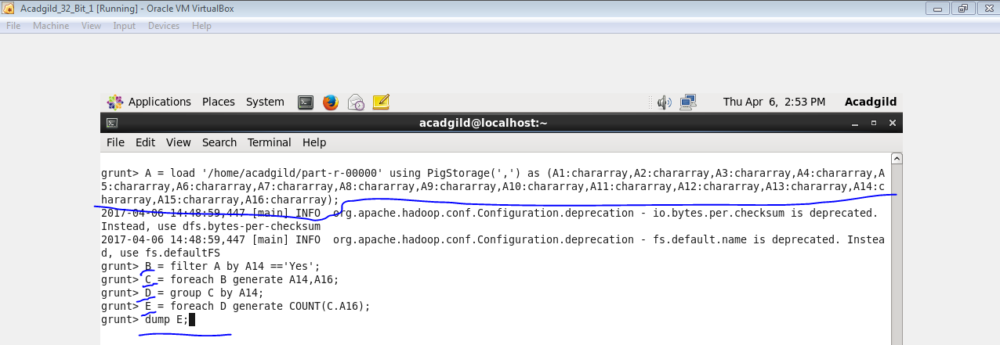 Acadgild_32_Bit_1 [Running] - Oracle VM VirtualBox
File Machine View Input Devices Help
Applications Places System Thu Apr 6, 2:53 PM Acadgild
acadgild@localhost:~
File Edit View Search Terminal Help
grunt> A = load '/home/acadgild/part-r-00000' using PigStorage(',') as (A1:chararray,A2:chararray,A3:chararray,A4:chararray,A
5:chararray,A6:chararray,A7:chararray,A8:chararray,A9:chararray,A10:chararray,A11:chararray,A12:chararray,A13:chararray,A14:c
hararray,A15:chararray,A16:chararray);
2017-04-06 14:48:59,447 [main] INFO  org.apache.hadoop.conf.Configuration.deprecation - io.bytes.per.checksum is deprecated.
Instead, use dfs.bytes-per-checksum
2017-04-06 14:48:59,447 [main] INFO  org.apache.hadoop.conf.Configuration.deprecation - fs.default.name is deprecated. Instea
d, use fs.defaultFS
grunt> B = filter A by A14 =='Yes';
grunt> C = foreach B generate A14,A16;
grunt> D = group C by A14;
grunt> E = foreach D generate COUNT(C.A16);
grunt> dump E;